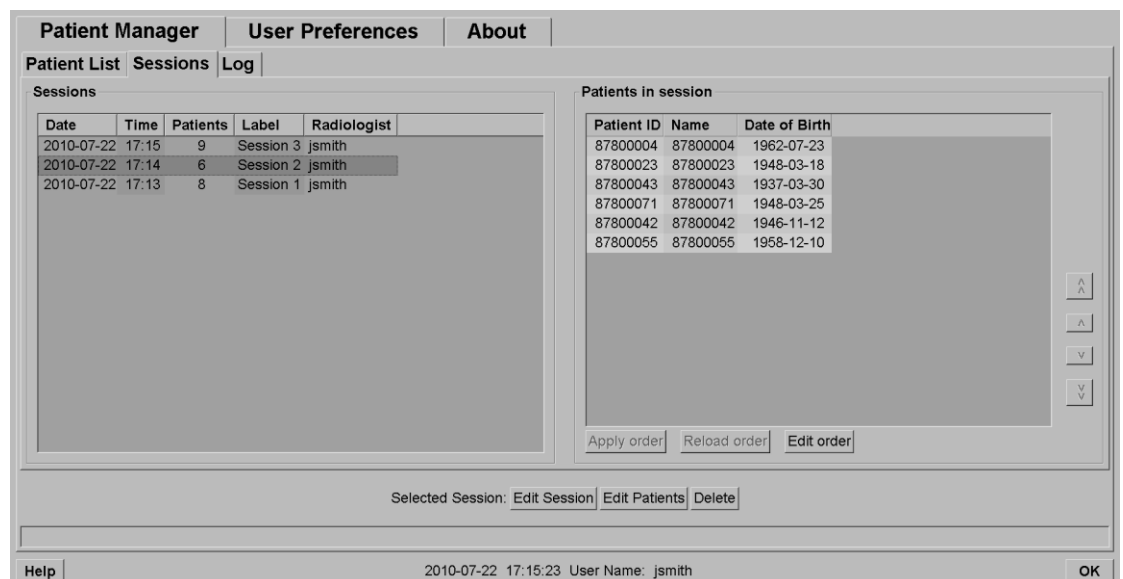 Patient Manager User Preferences About
Patient List Sessions Log
Sessions
Date Time Patients Label Radiologist
2010-07-22 17:15 9 Session 3 jsmith
2010-07-22 17:14 6 Session 2 jsmith
2010-07-22 17:13 8 Session 1 jsmith
Patients in session
Patient ID Name Date of Birth
87800004 87800004 1962-07-23
87800023 87800023 1948-03-18
87800043 87800043 1937-03-30
87800071 87800071 1948-03-25
87800042 87800042 1946-11-12
87800055 87800055 1958-12-10
Apply order Reload order Edit order
Selected Session: Edit Session Edit Patients Delete
Help 2010-07-22 17:15:23 User Name: jsmith OK